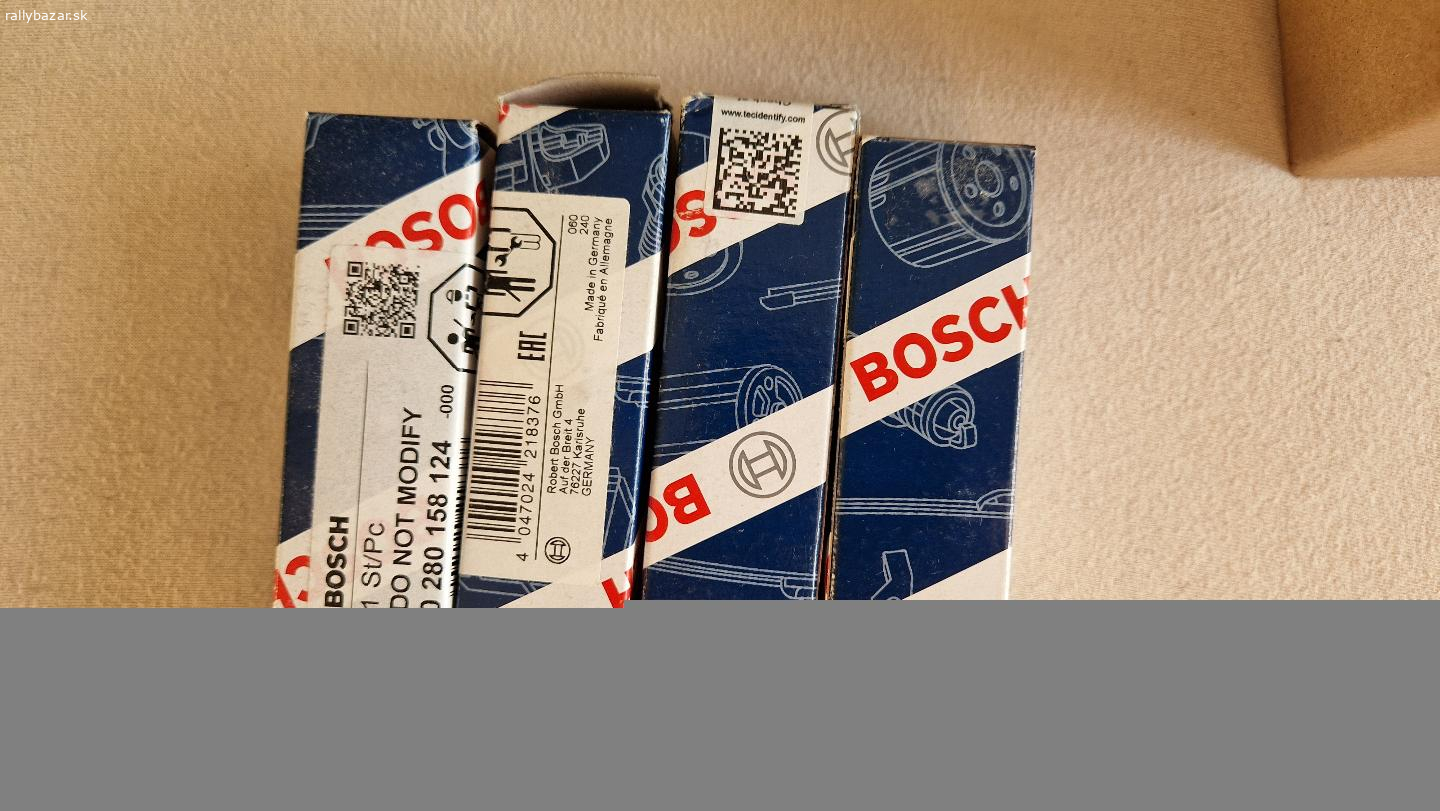 rallybazar.sk
BOSCH
1 St/Pc
DO NOT MODIFY
0 280 158 124
-000
060
240
Made in Germany
Fabriqué en Allemagne
EAC
4 047024 218376
Robert Bosch GmbH
Auf der Breit 4
76227 Karlsruhe
GERMANY
www.tecidentify.com
BO
BOSCH